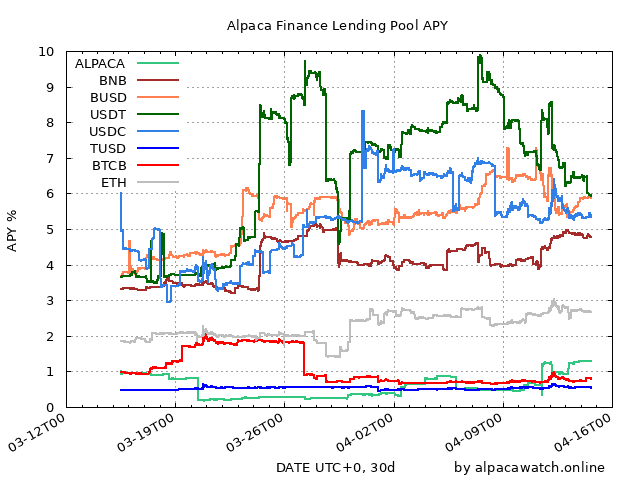 Alpaca Finance Lending Pool APY
APY %
10
9
8
7
6
5
4
3
2
1
0
ALPACA
BNB
BUSD
USDT
USDC
TUSD
BTCB
ETH
03-12T00
03-19T00
03-26T00
04-02T00
04-09T00
04-16T00
DATE UTC+0, 30d
by alpacawatch.online